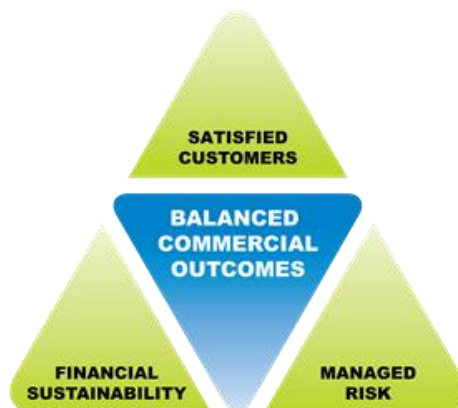 SATISFIED
CUSTOMERS
BALANCED
COMMERCIAL
OUTCOMES
FINANCIAL
SUSTAINABILITY
MANAGED
RISK